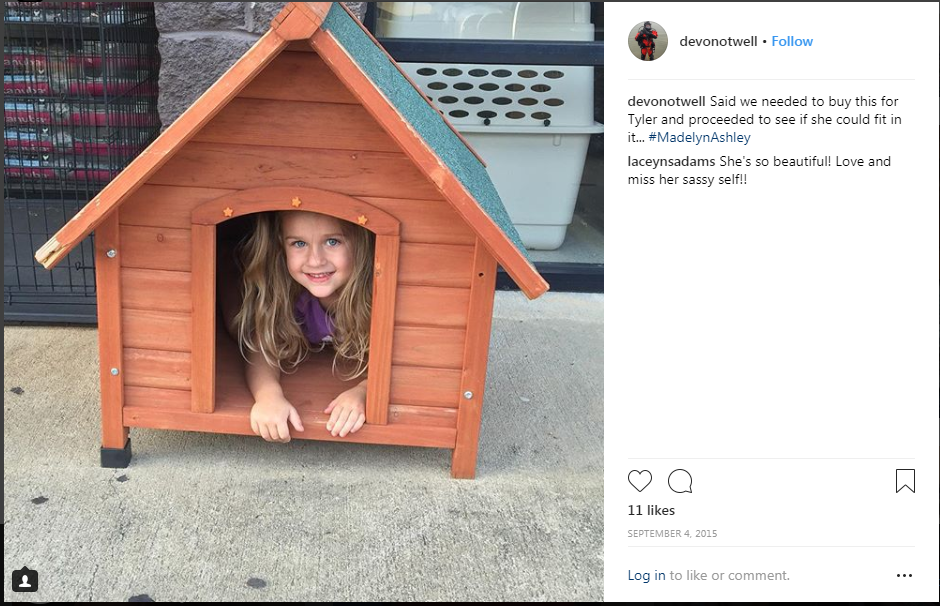 devonotwell • Follow
devonotwell Said we needed to buy this for
Tyler and proceeded to see if she could fit in
it... #MadelynAshley
laceynsadams She's so beautiful! Love and
miss her sassy self!!
11 likes
SEPTEMBER 4, 2015
Log in to like or comment.